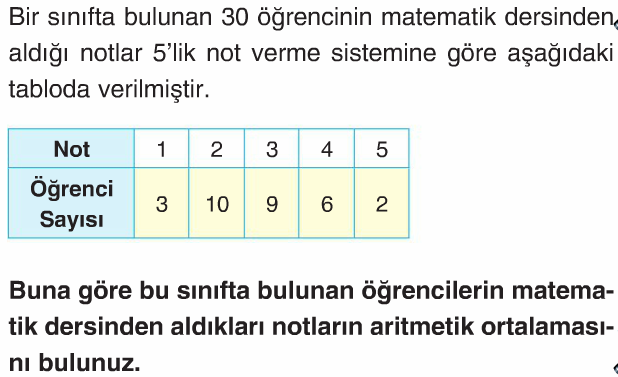 Bir sınıfta bulunan 30 öğrencinin matematik dersinden
aldığı notlar 5’lik not verme sistemine göre aşağıdaki
tabloda verilmiştir.
Not 1 2 3 4 5
Öğrenci
Sayısı 3 10 9 6 2
Buna göre bu sınıfta bulunan öğrencilerin matema-
tik dersinden aldıkları notların aritmetik ortalaması-
nı bulunuz.